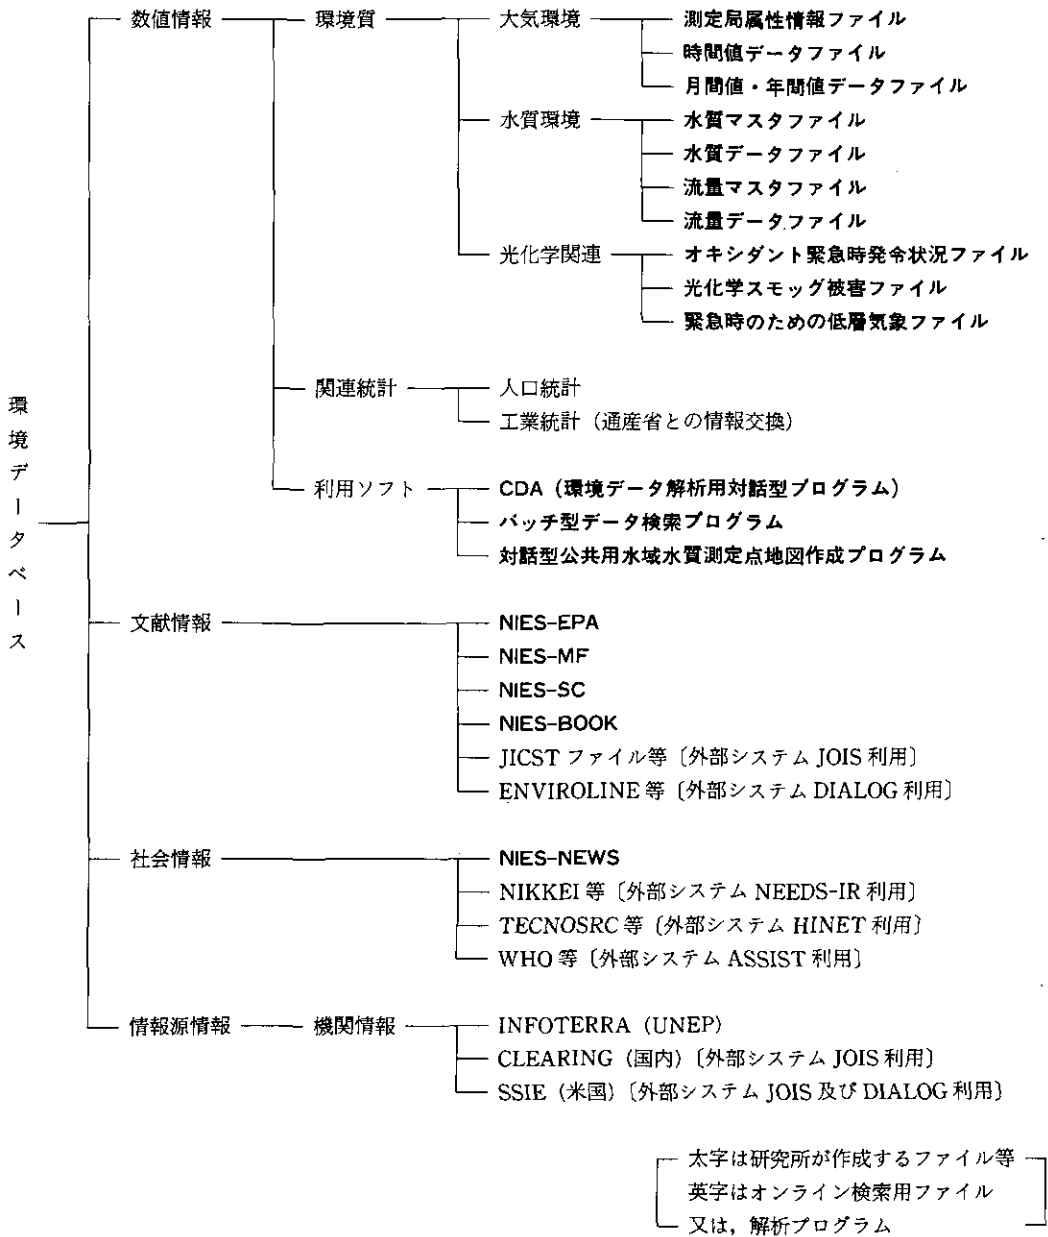 数値情報 環境質 大気環境 測定局属性情報ファイル
時間値データファイル
月間値・年間値データファイル
水質環境 水質マスタファイル
水質データファイル
流量マスタファイル
流量データファイル
光化学関連 オキシダント緊急時発令状況ファイル
光化学スモッグ被害ファイル
緊急時のための低層気象ファイル
関連統計 人口統計
工業統計（通産省との情報交換）
利用ソフト CDA（環境データ解析用対話型プログラム）
バッチ型データ検索プログラム
対話型公共用水域水質測定点地図作成プログラム
環境データベース
文献情報 NIES-EPA
NIES-MF
NIES-SC
NIES-BOOK
JICST ファイル等〔外部システム JOIS 利用〕
ENVIROLINE 等〔外部システム DIALOG 利用〕
社会情報 NIES-NEWS
NIKKEI 等〔外部システム NEEDS-IR 利用〕
TECNOSRC 等〔外部システム HINET 利用〕
WHO 等〔外部システム ASSIST 利用〕
情報源情報 機関情報 INFOTERRA（UNEP）
CLEARING（国内）〔外部システム JOIS 利用〕
SSIE（米国）〔外部システム JOIS 及び DIALOG 利用〕
太字は研究所が作成するファイル等
英字はオンライン検索用ファイル
又は，解析プログラム